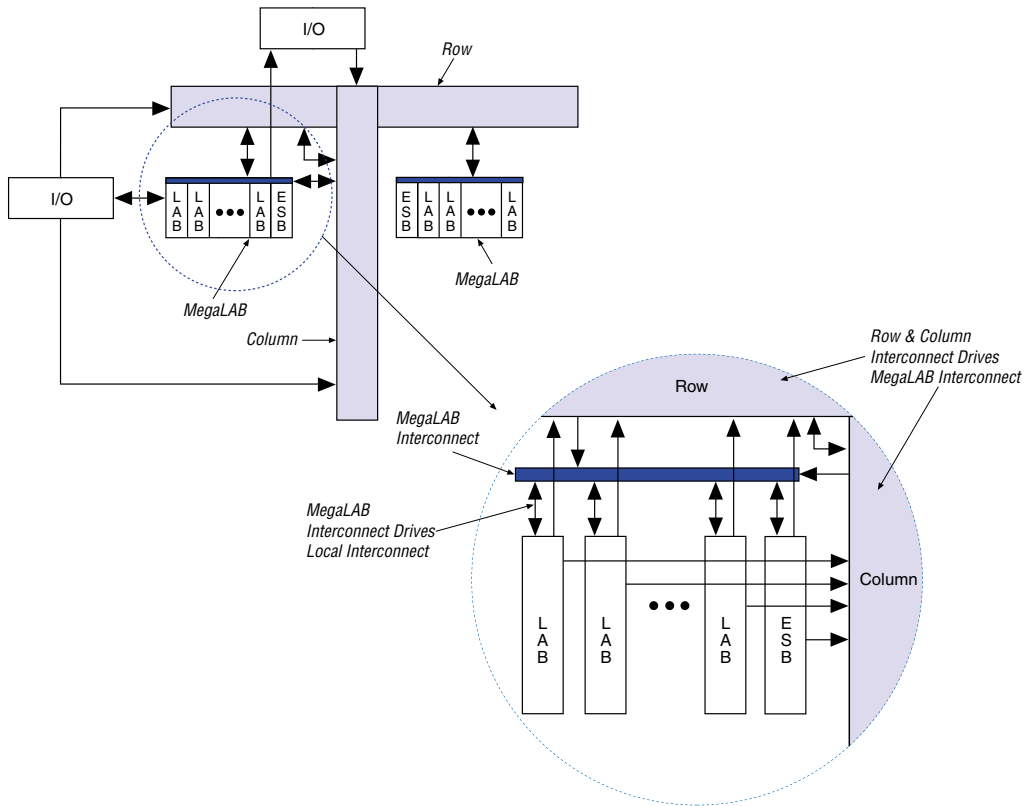 I/O
Row
I/O
L
A
B
L
A
B
L
A
B
E
S
B
E
S
B
L
A
B
L
A
B
L
A
B
MegaLAB
MegaLAB
Column
Row & Column
Interconnect Drives
MegaLAB Interconnect
Row
MegaLAB
Interconnect
MegaLAB
Interconnect Drives
Local Interconnect
Column
L
A
B
L
A
B
L
A
B
E
S
B